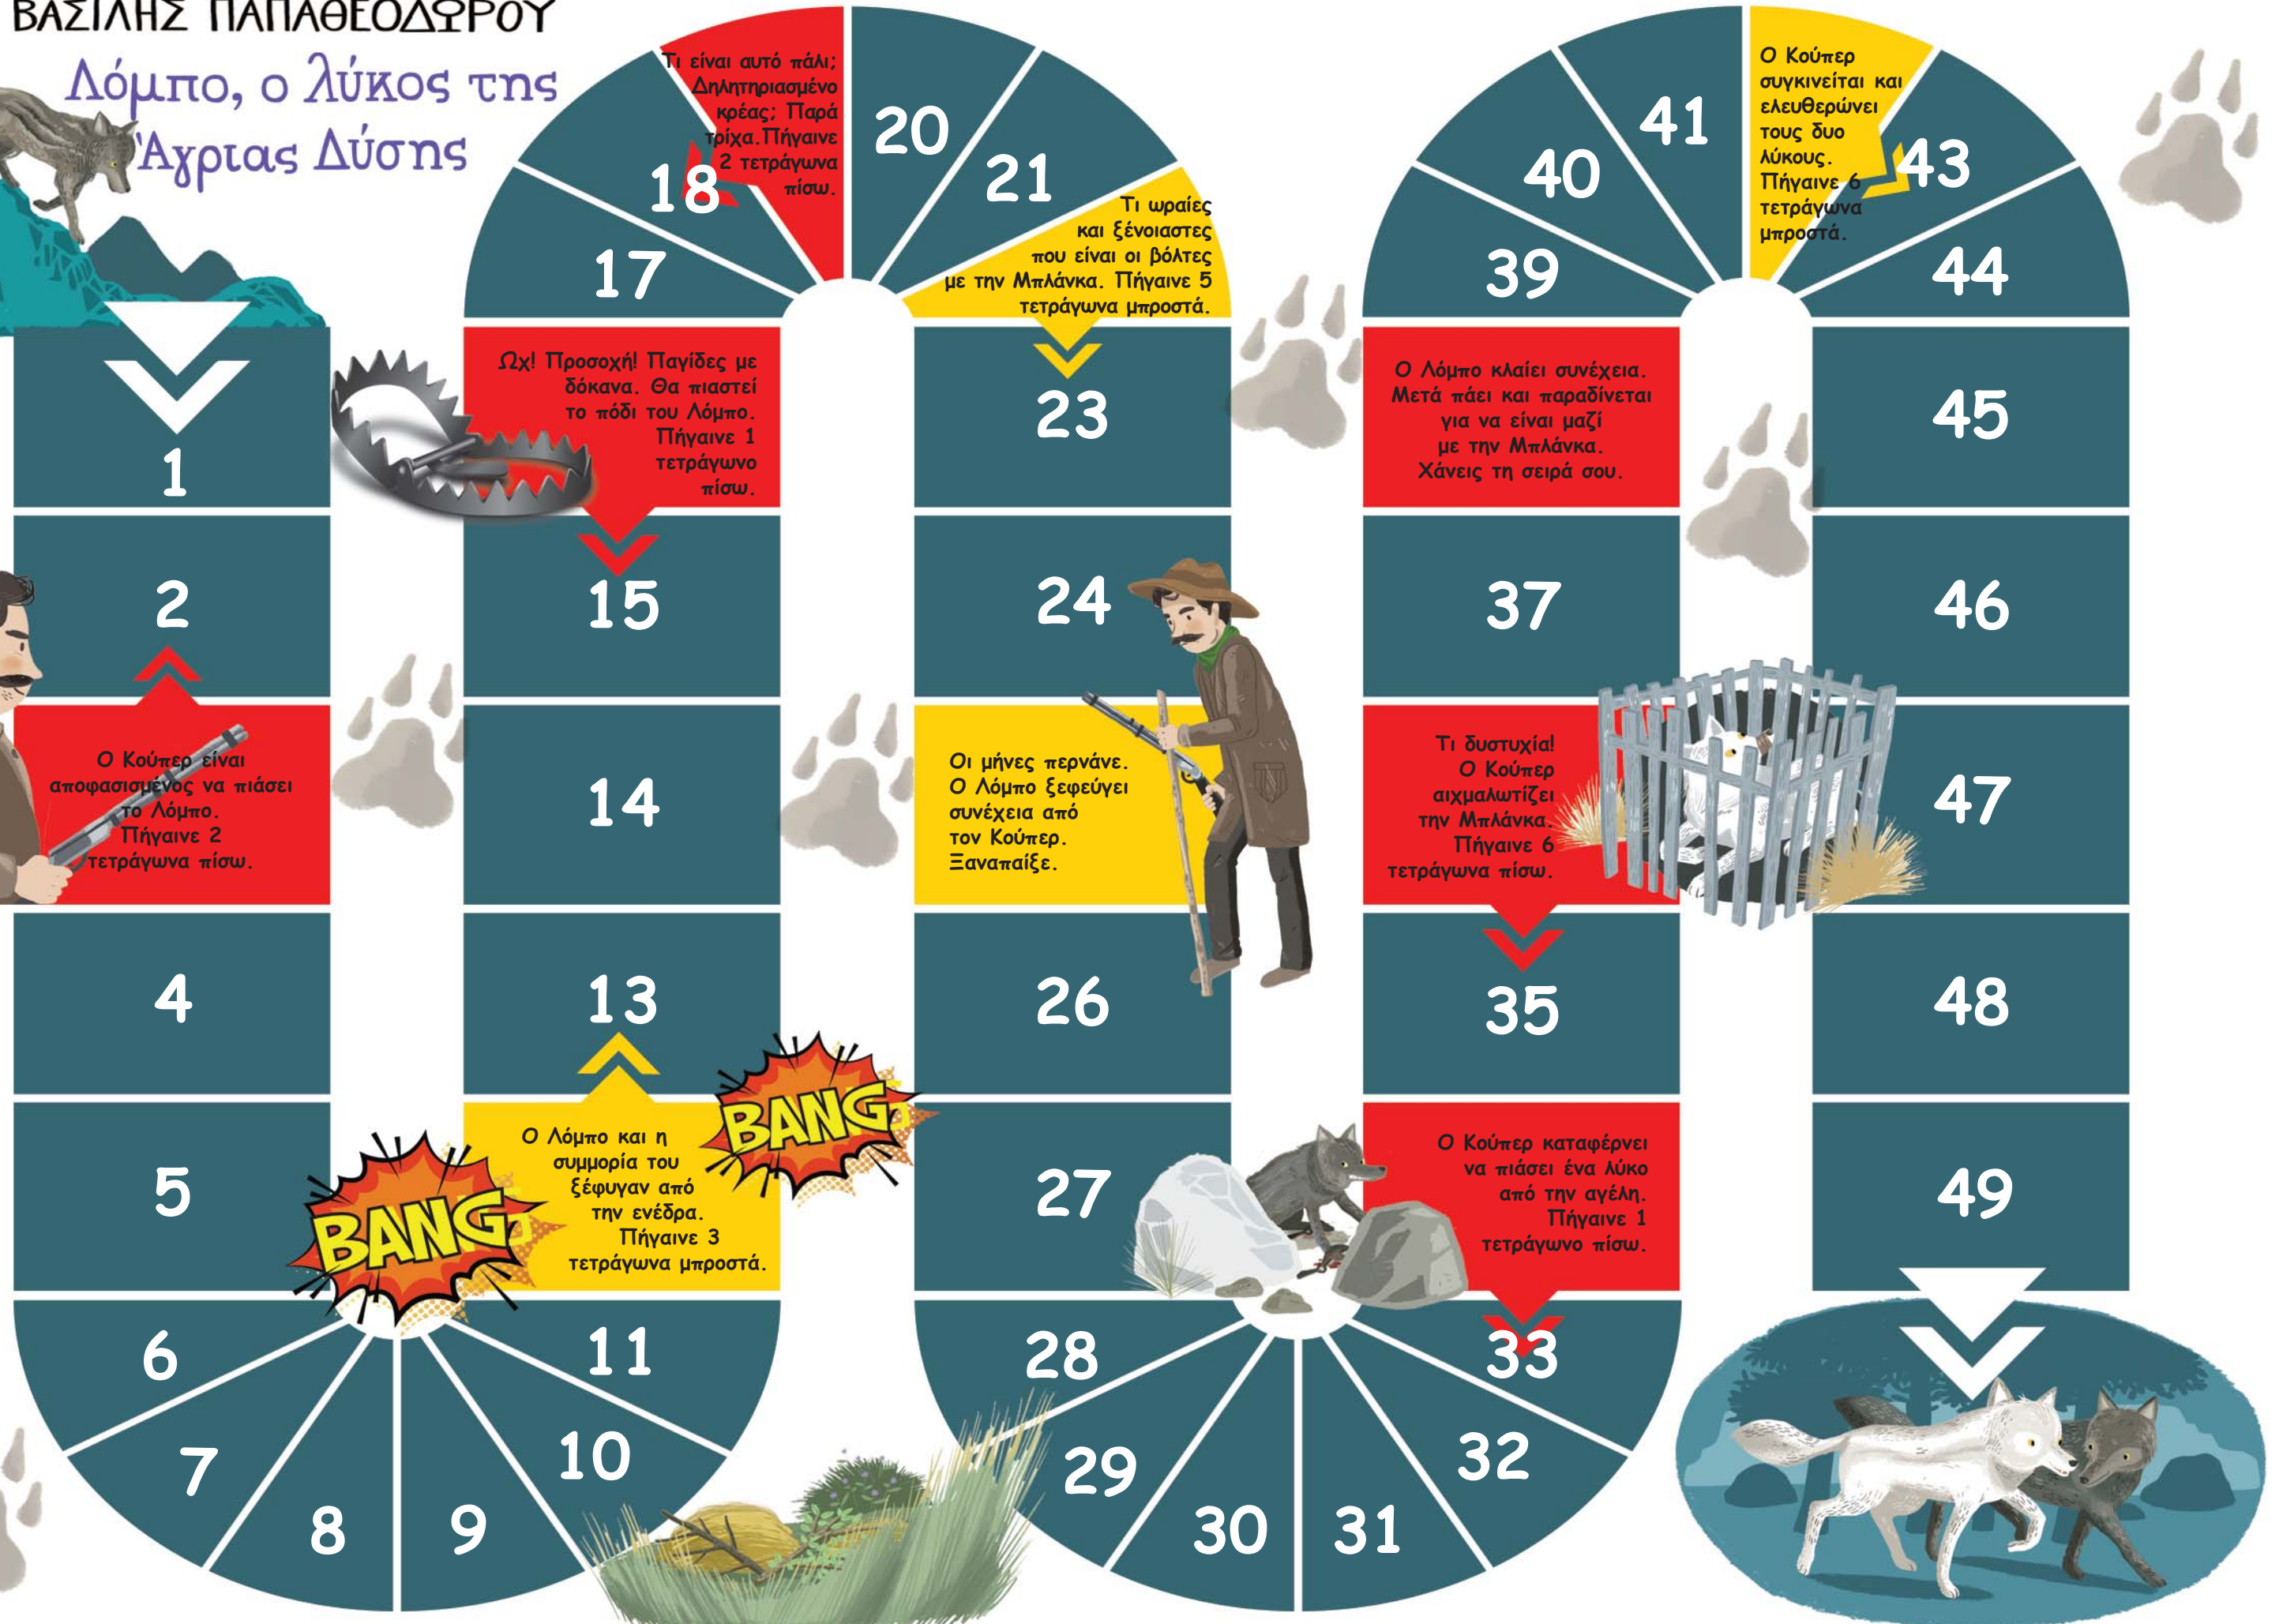 ΒΑΣΙΛΗΣ ΠΑΠΑΘΕΟΔΩΡΟΥ
Λόμπο, ο λύκος της
Άγριας Δύσης
1
2
Ο Κούπερ είναι
αποφασισμένος να πιάσει
το Λόμπο.
Πήγαινε 2
τετράγωνα πίσω.
4
5
6
7
8
9
10
11
BANG
Ο Λόμπο και η
συμμορία του
ξέφυγαν από
την ενέδρα.
Πήγαινε 3
τετράγωνα μπροστά.
BANG
13
14
15
Ωχ! Προσοχή! Παγίδες με
δόκανα. Θα πιαστεί
το πόδι του Λόμπο.
Πήγαινε 1
τετράγωνο
πίσω.
17
18
Τι είναι αυτό πάλι;
Δηλητηριασμένο
κρέας; Παρά
τρίχα.Πήγαινε
2 τετράγωνα
πίσω.
20
21
Τι ωραίες
και ξένοιαστες
που είναι οι βόλτες
με την Μπλάνκα. Πήγαινε 5
τετράγωνα μπροστά.
23
24
Οι μήνες περνάνε.
Ο Λόμπο ξεφεύγει
συνέχεια από
τον Κούπερ.
Ξαναπαίξε.
26
27
28
29
30
31
32
33
Ο Κούπερ καταφέρνει
να πιάσει ένα λύκο
από την αγέλη.
Πήγαινε 1
τετράγωνο πίσω.
35
Τι δυστυχία!
Ο Κούπερ
αιχμαλωτίζει
την Μπλάνκα.
Πήγαινε 6
τετράγωνα πίσω.
37
Ο Λόμπο κλαίει συνέχεια.
Μετά πάει και παραδίνεται
για να είναι μαζί
με την Μπλάνκα.
Χάνεις τη σειρά σου.
39
40
41
Ο Κούπερ
συγκινείται και
ελευθερώνει
τους δυο
λύκους.
Πήγαινε 6
τετράγωνα
μπροστά.
43
44
45
46
47
48
49